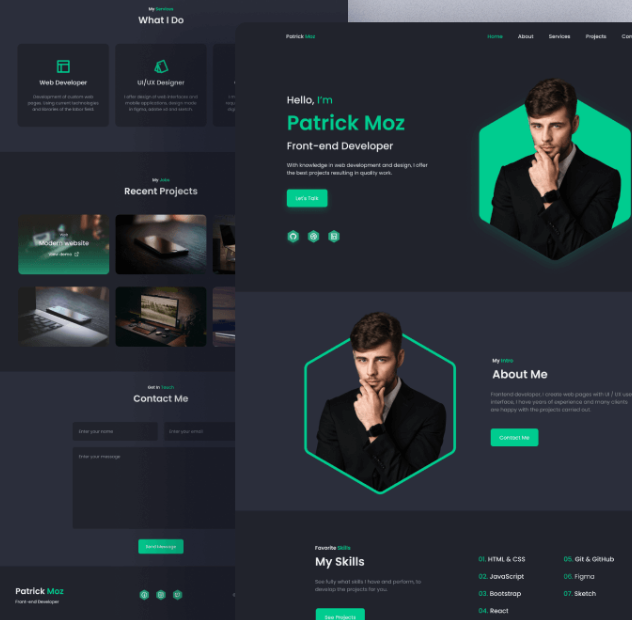 My Services
What I Do
Web Developer
Development of custom web
pages, using current technologies
and libraries of the labor field.
UI/UX Designer
I offer design of web interfaces and
mobile applications, design made
in Figma, adobe xd and sketch.
My Jobs
Recent Projects
Modern website
View demo
Get in Touch
Contact Me
Enter your name
Enter your email
Enter your message
Send Message
Patrick Moz
Front-end Developer
Patrick Moz
Home
About
Services
Projects
Hello, I'm
Patrick Moz
Front-end Developer
With knowledge in web development and design, I offer
the best projects resulting in quality work.
Let's Talk
My Intro
About Me
Frontend developer, I create web pages with UI / UX user
interface, I have years of experience and many clients
are happy with the projects carried out.
Contact Me
Favorite Skills
My Skills
See fully what skills I have and perform, to
develop the projects for you.
See Projects
01. HTML & CSS
02. JavaScript
03. Bootstrap
04. React
05. Git & GitHub
06. Figma
07. Sketch